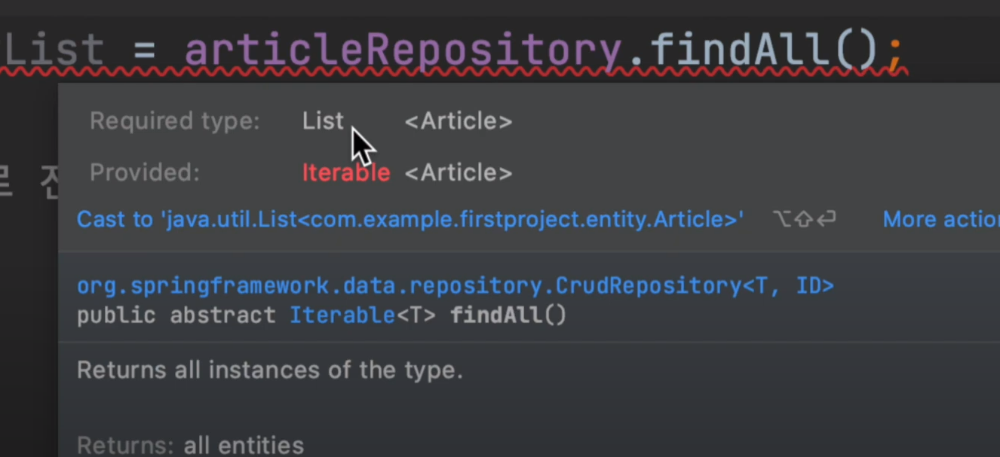 List = articleRepository.findAll();
Required type: List <Article>
Provided: Iterable <Article>
Cast to 'java.util.List<com.example.firstproject.entity.Article>' ⌥⇧⏎ More
org.springframework.data.repository.CrudRepository<T, ID>
public abstract Iterable<T> findAll()
Returns all instances of the type.
Returns: all entities